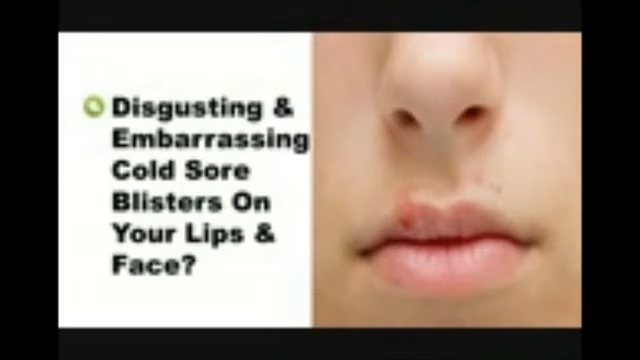 Disgusting &
Embarrassing
Cold Sore
Blisters On
Your Lips &
Face?